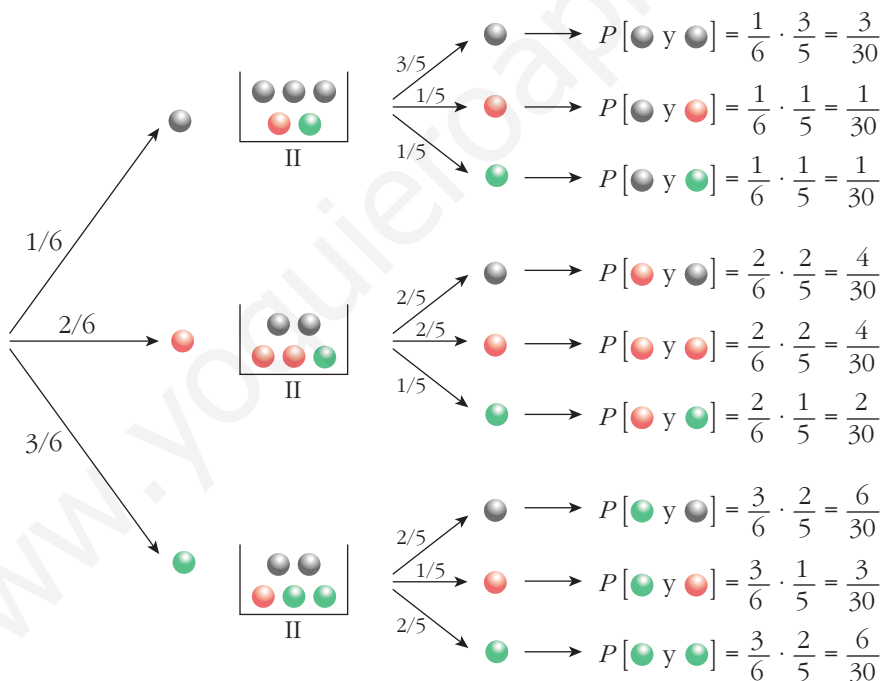 1/6
2/6
3/6
II
3/5
1/5
1/5
P[ y ] = 1/6 · 3/5 = 3/30
P[ y ] = 1/6 · 1/5 = 1/30
P[ y ] = 1/6 · 1/5 = 1/30
II
2/5
2/5
1/5
P[ y ] = 2/6 · 2/5 = 4/30
P[ y ] = 2/6 · 2/5 = 4/30
P[ y ] = 2/6 · 1/5 = 2/30
II
2/5
1/5
2/5
P[ y ] = 3/6 · 2/5 = 6/30
P[ y ] = 3/6 · 1/5 = 3/30
P[ y ] = 3/6 · 2/5 = 6/30